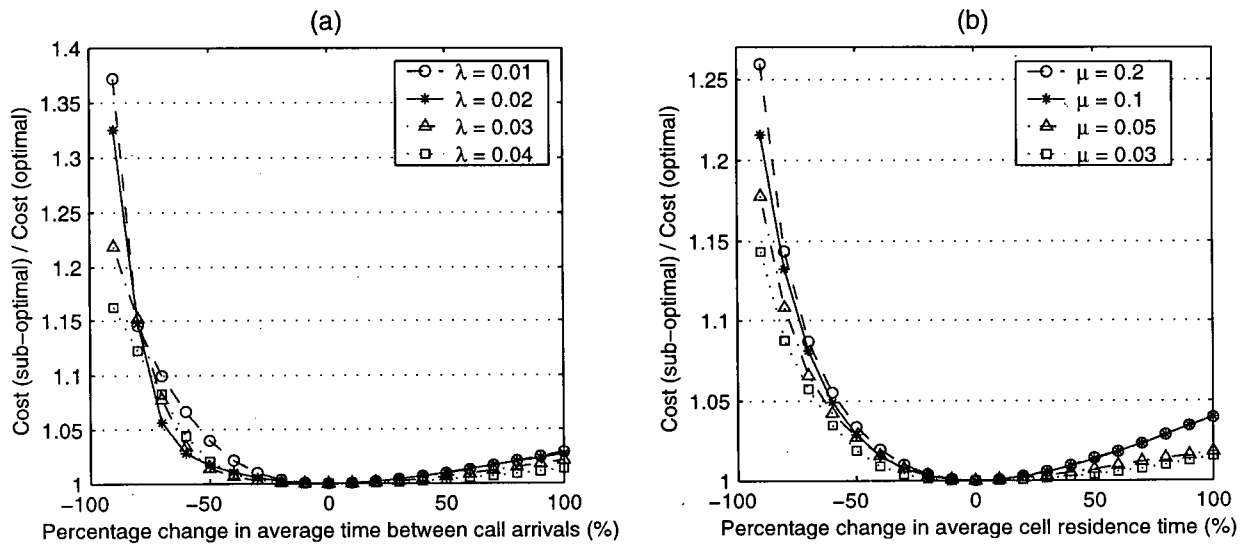 (a)
Cost (sub-optimal) / Cost (optimal)
1.4
1.35
1.3
1.25
1.2
1.15
1.1
1.05
1
−100
−50
0
50
100
Percentage change in average time between call arrivals (%)
λ = 0.01
λ = 0.02
λ = 0.03
λ = 0.04
(b)
Cost (sub-optimal) / Cost (optimal)
1.25
1.2
1.15
1.1
1.05
1
−100
−50
0
50
100
Percentage change in average cell residence time (%)
μ = 0.2
μ = 0.1
μ = 0.05
μ = 0.03